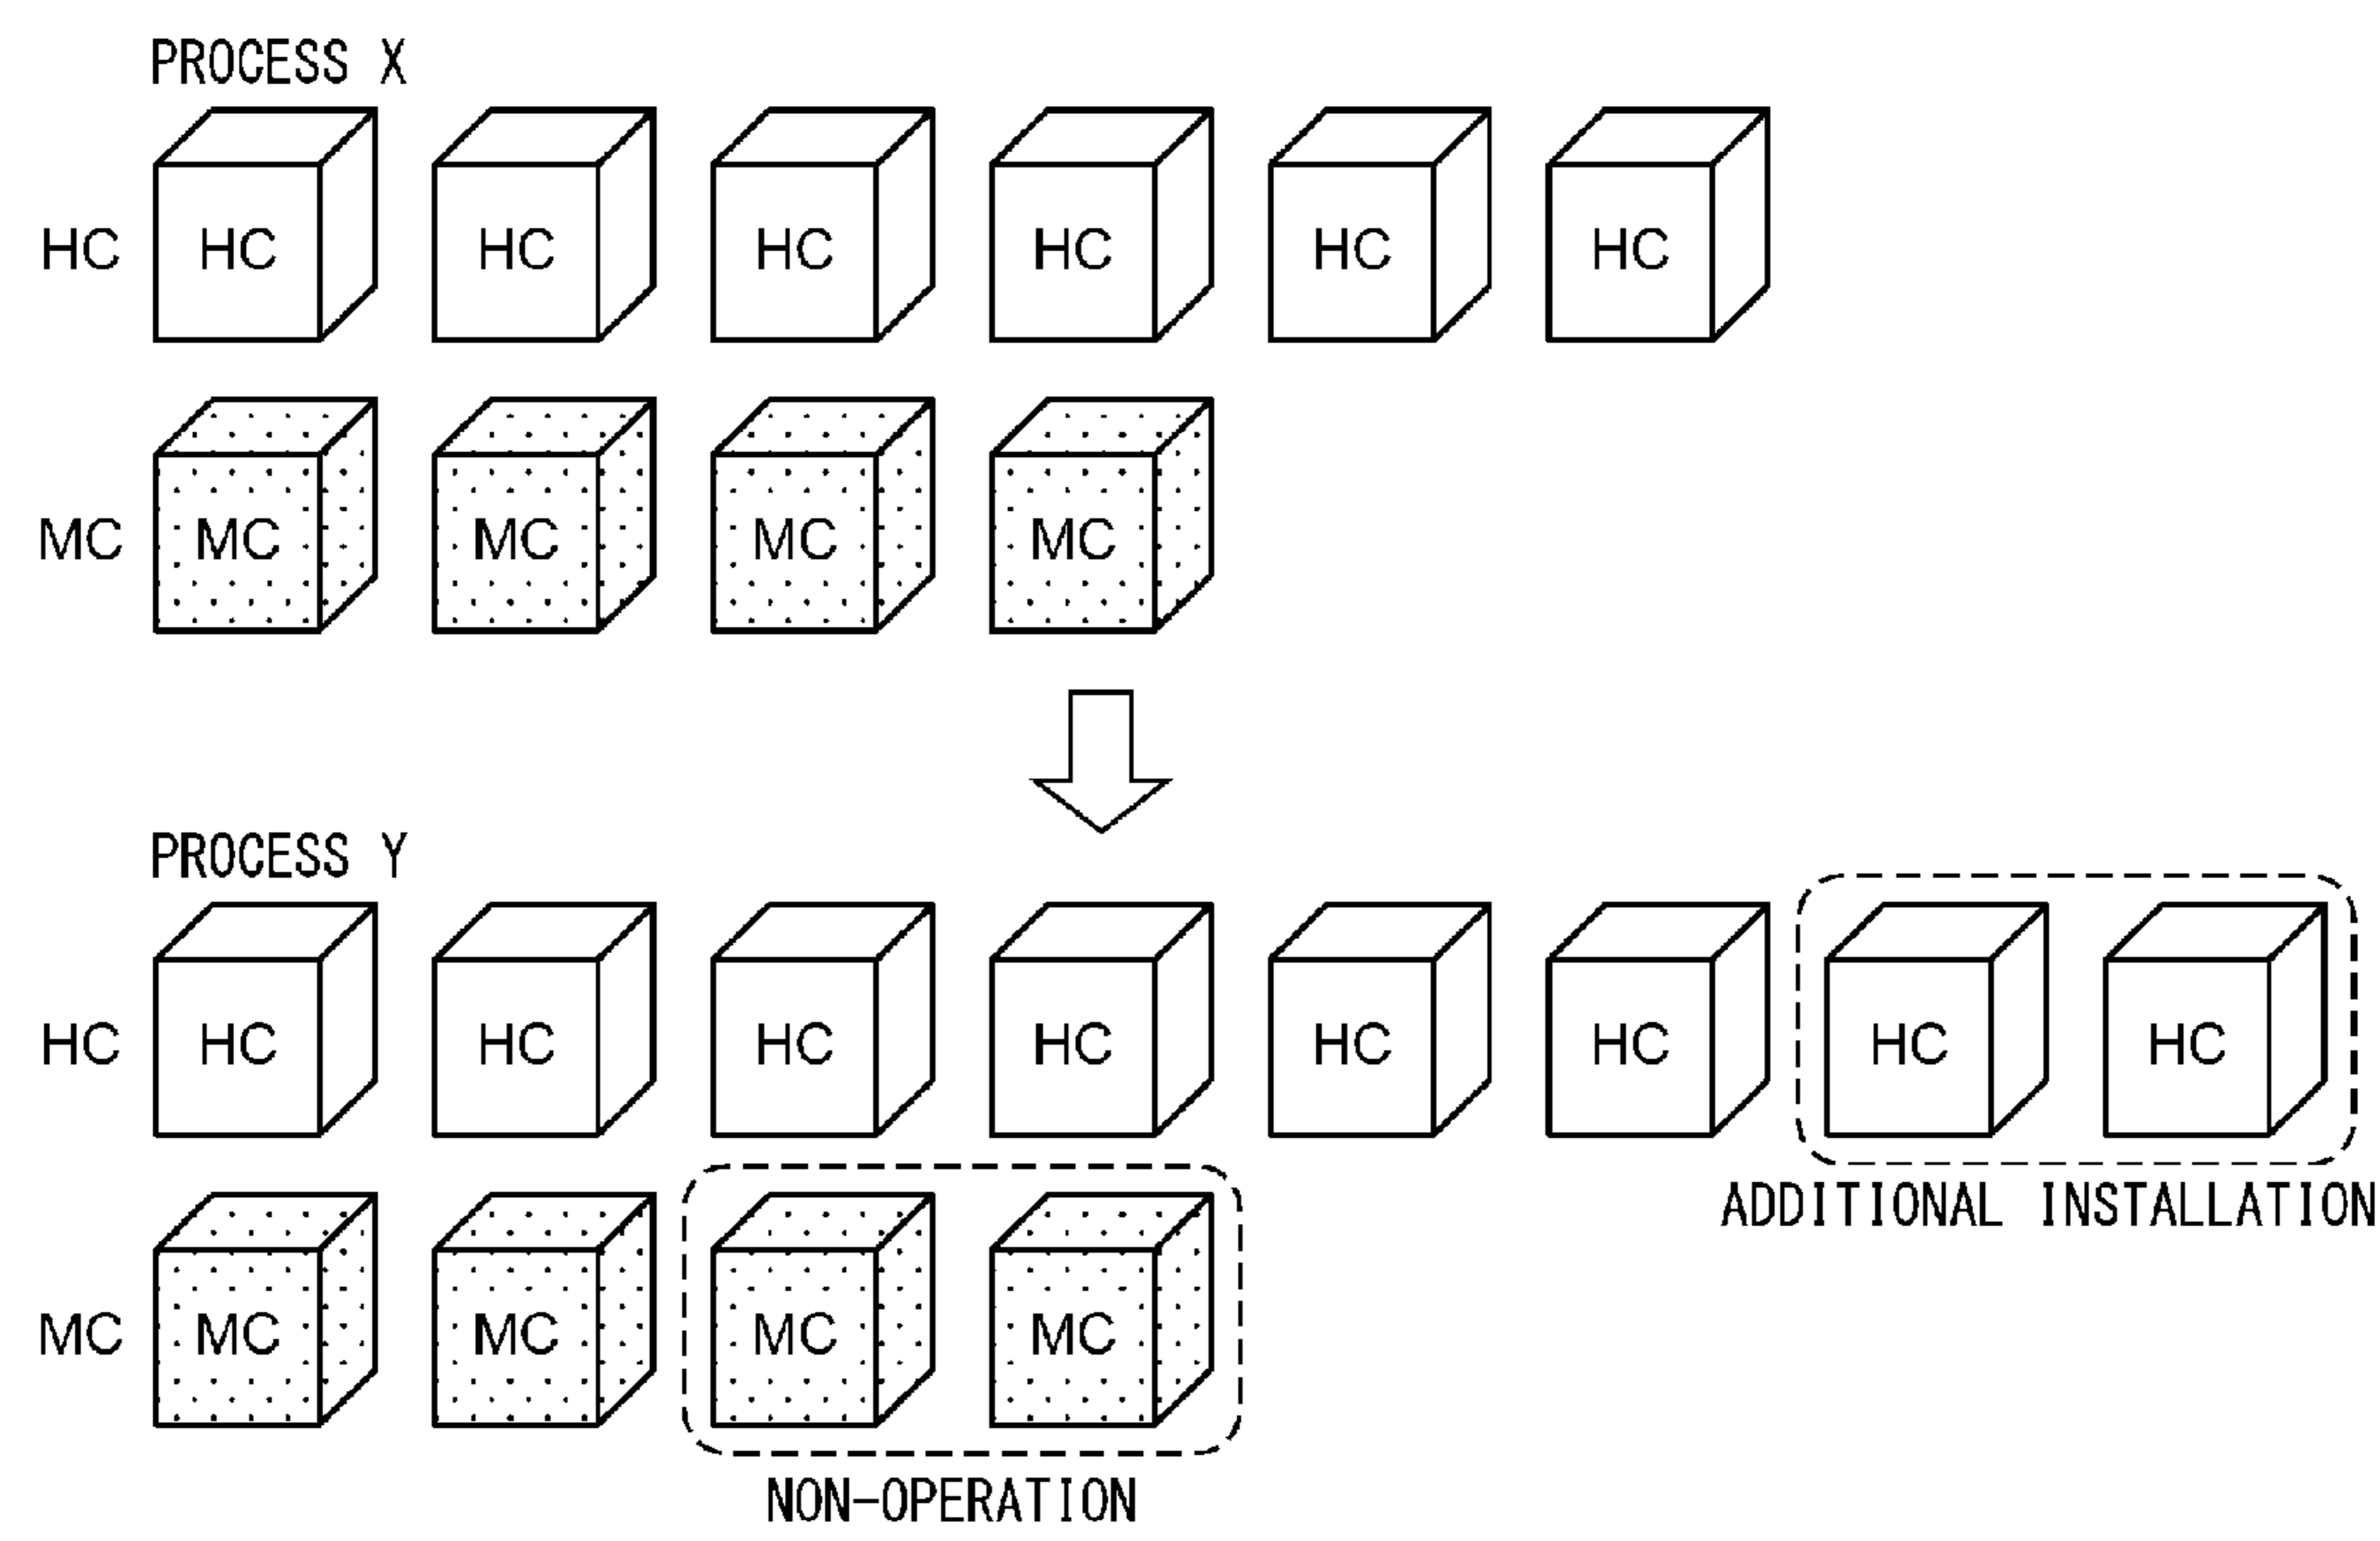 PROCESS X
HC HC HC HC HC HC HC
MC MC MC MC MC
PROCESS Y
HC HC HC HC HC HC HC HC HC
ADDITIONAL INSTALLATION
MC MC MC MC MC
NON-OPERATION